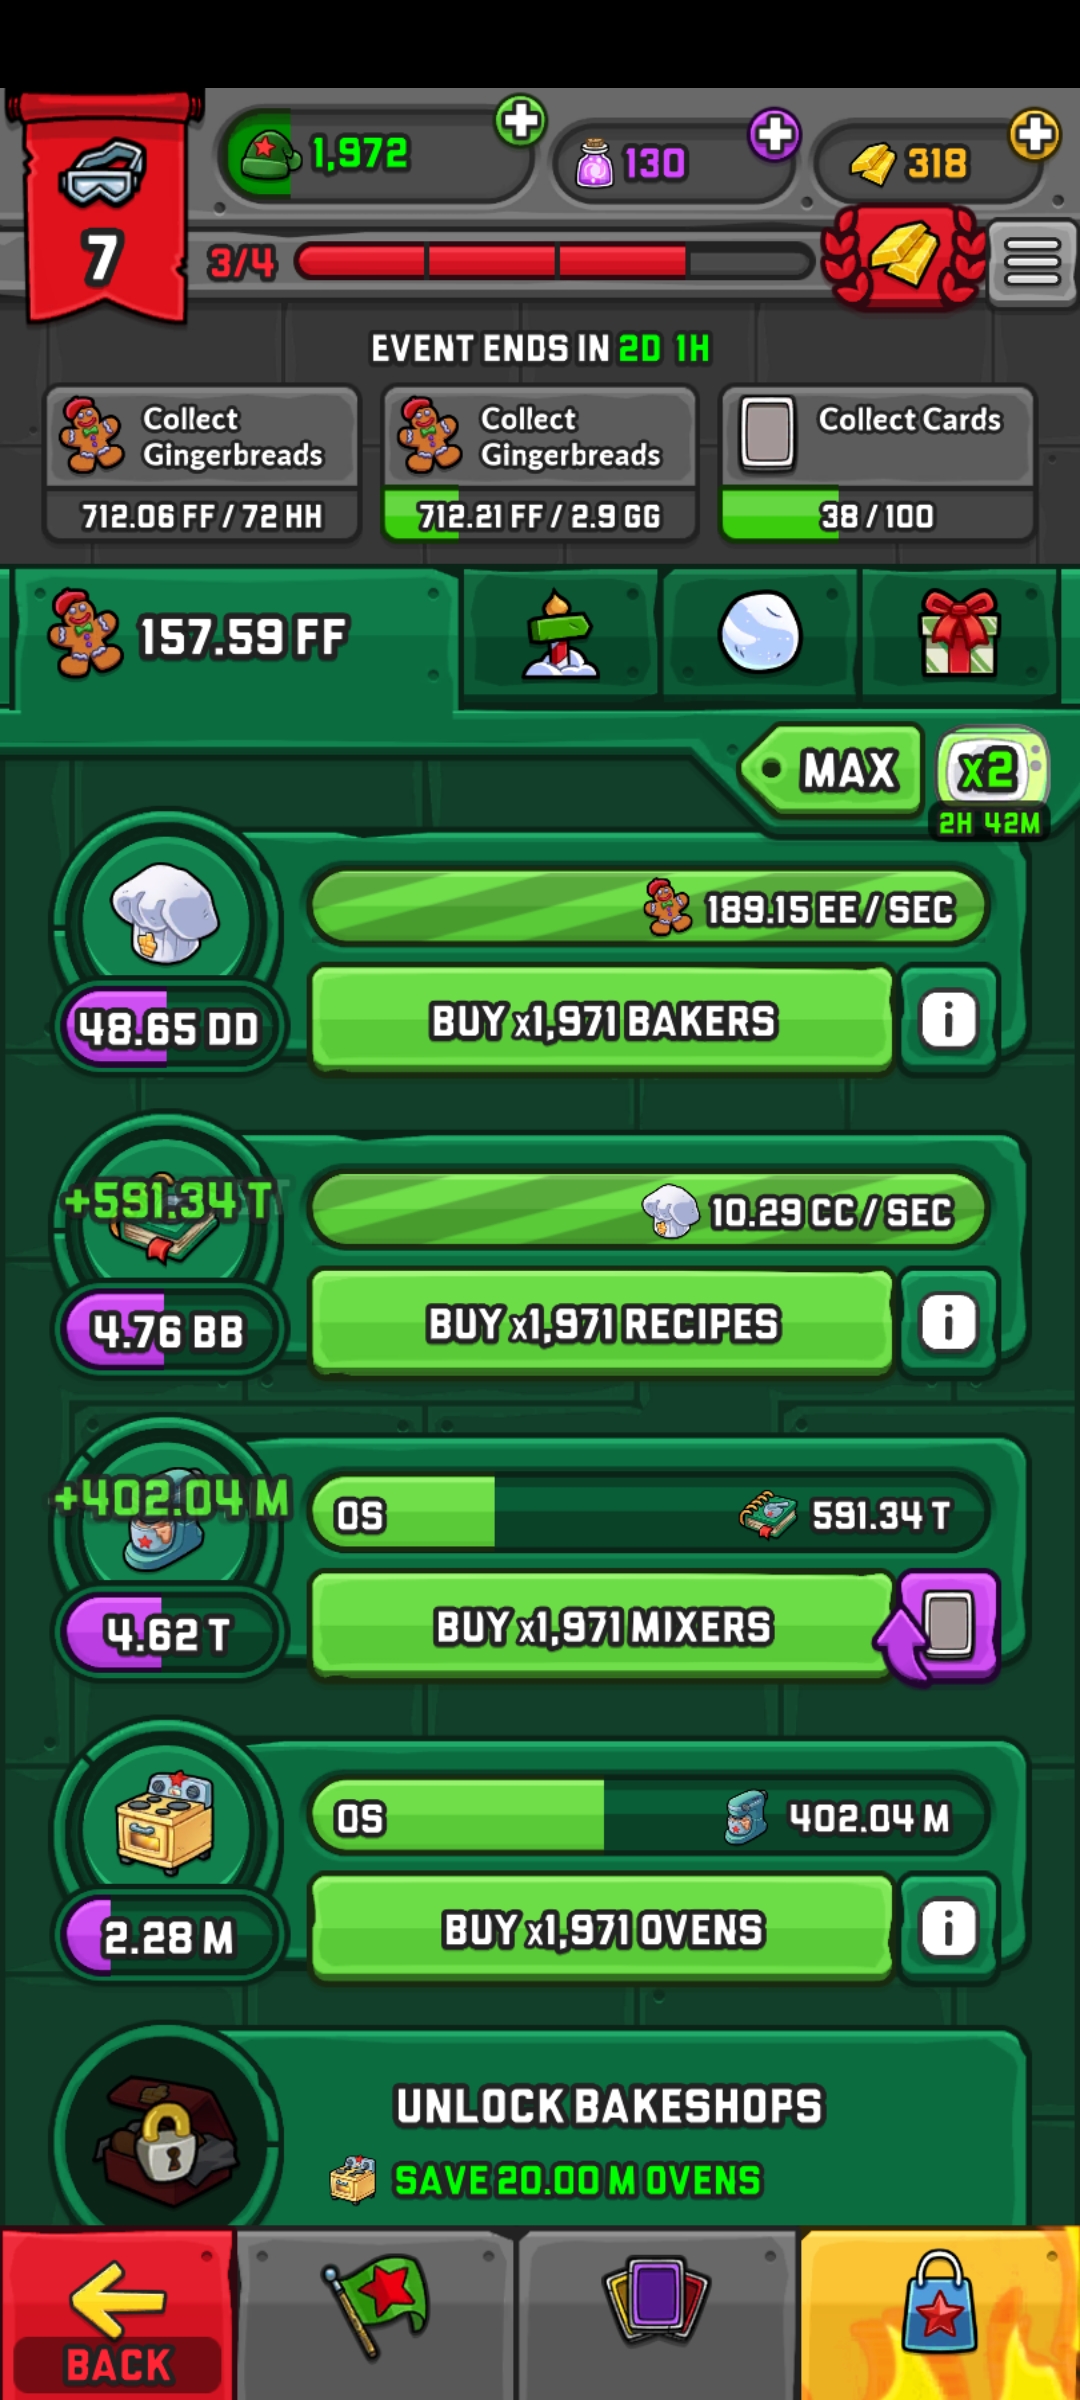 1,972
130
318
7
3/4
EVENT ENDS IN 2D 1H
Collect
Gingerbreads
712.06 FF / 72 HH
Collect
Gingerbreads
712.21 FF / 2.9 GG
Collect Cards
38 / 100
157.59 FF
MAX
x2
2H 42M
189.15 EE / SEC
48.65 DD
BUY x1,971 BAKERS
i
+591.34 T
10.29 CC / SEC
4.76 BB
BUY x1,971 RECIPES
i
+402.04 M
0S
591.34 T
4.62 T
BUY x1,971 MIXERS
0S
402.04 M
2.28 M
BUY x1,971 OVENS
i
UNLOCK BAKESHOPS
SAVE 20.00 M OVENS
BACK